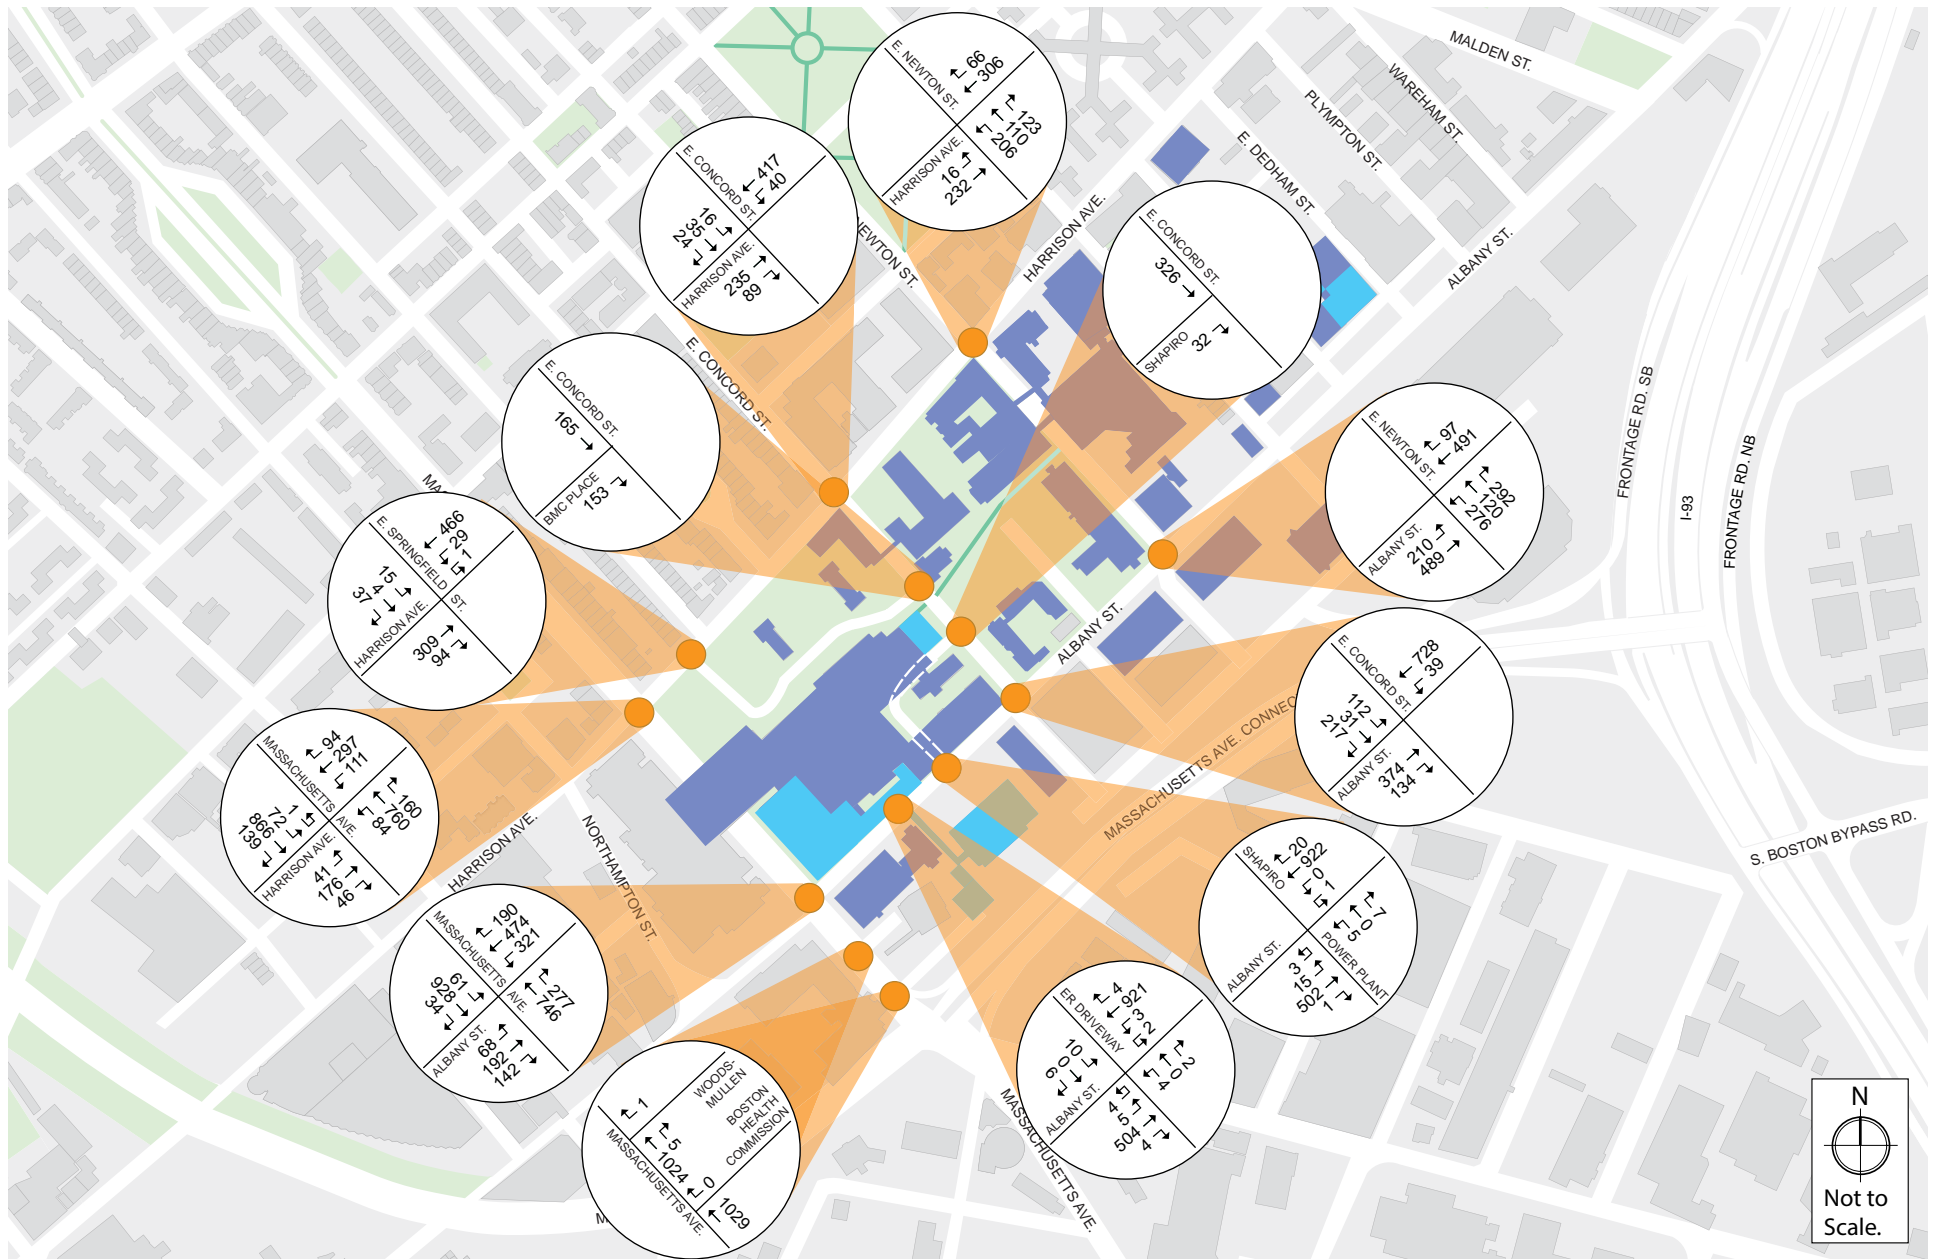 MALDEN ST.
WAREHAM ST.
PLYMPTON ST.
E. DEDHAM ST.
ALBANY ST.
HARRISON AVE.
NEWTON ST.
E. CONCORD ST.
FRONTAGE RD. SB
I-93
FRONTAGE RD. NB
S. BOSTON BYPASS RD.
ALBANY ST.
MASSACHUSETTS AVE. CONNEC
HARRISON AVE.
NORTHAMPTON ST.
MASSACHUSETTS AVE.
E. NEWTON ST.
66
306
123
110
206
HARRISON AVE.
16
232
E. CONCORD ST.
417
40
16
35
24
HARRISON AVE.
235
89
E. CONCORD ST.
326
SHAPIRO
32
E. CONCORD ST.
165
BMC PLACE
153
E. NEWTON ST.
97
491
292
120
276
ALBANY ST.
210
489
E. SPRINGFIELD ST.
466
29
1
15
4
37
HARRISON AVE.
309
94
E. CONCORD ST.
728
39
112
31
217
ALBANY ST.
374
134
MASSACHUSETTS AVE.
94
297
111
1
72
866
139
160
760
84
HARRISON AVE.
41
176
46
SHAPIRO
20
922
0
1
7
0
5
ALBANY ST.
POWER PLANT
3
15
502
1
MASSACHUSETTS AVE.
190
474
321
61
928
34
277
746
ALBANY ST.
68
192
142
ER DRIVEWAY
4
921
3
2
10
0
6
2
0
4
ALBANY ST.
4
5
504
4
WOODS-
MULLEN
BOSTON
HEALTH
COMMISSION
1
5
1024
0
1029
MASSACHUSETTS AVE.
N
Not to
Scale.